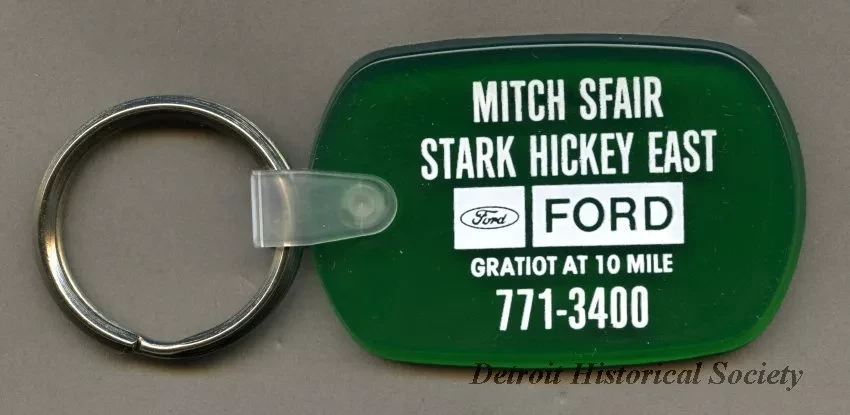 MITCH SFAIR
STARK HICKEY EAST
Ford FORD
GRATIOT AT 10 MILE
771-3400
Detroit Historical Society